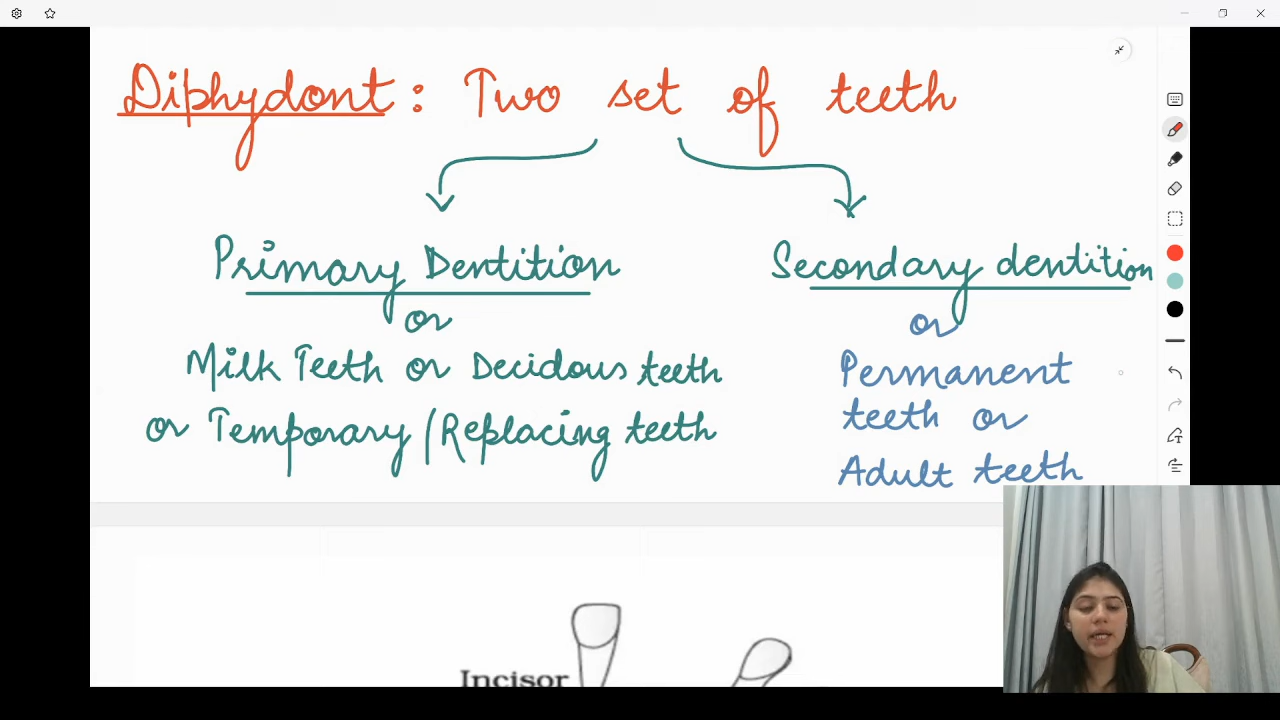 Diphydont : Two set of teeth
Primary Dentition
Secondary dentition
or
Milk Teeth or Decidous teeth
or Temporary/Replacing teeth
or
Permanent
teeth or
Adult teeth
Incisor